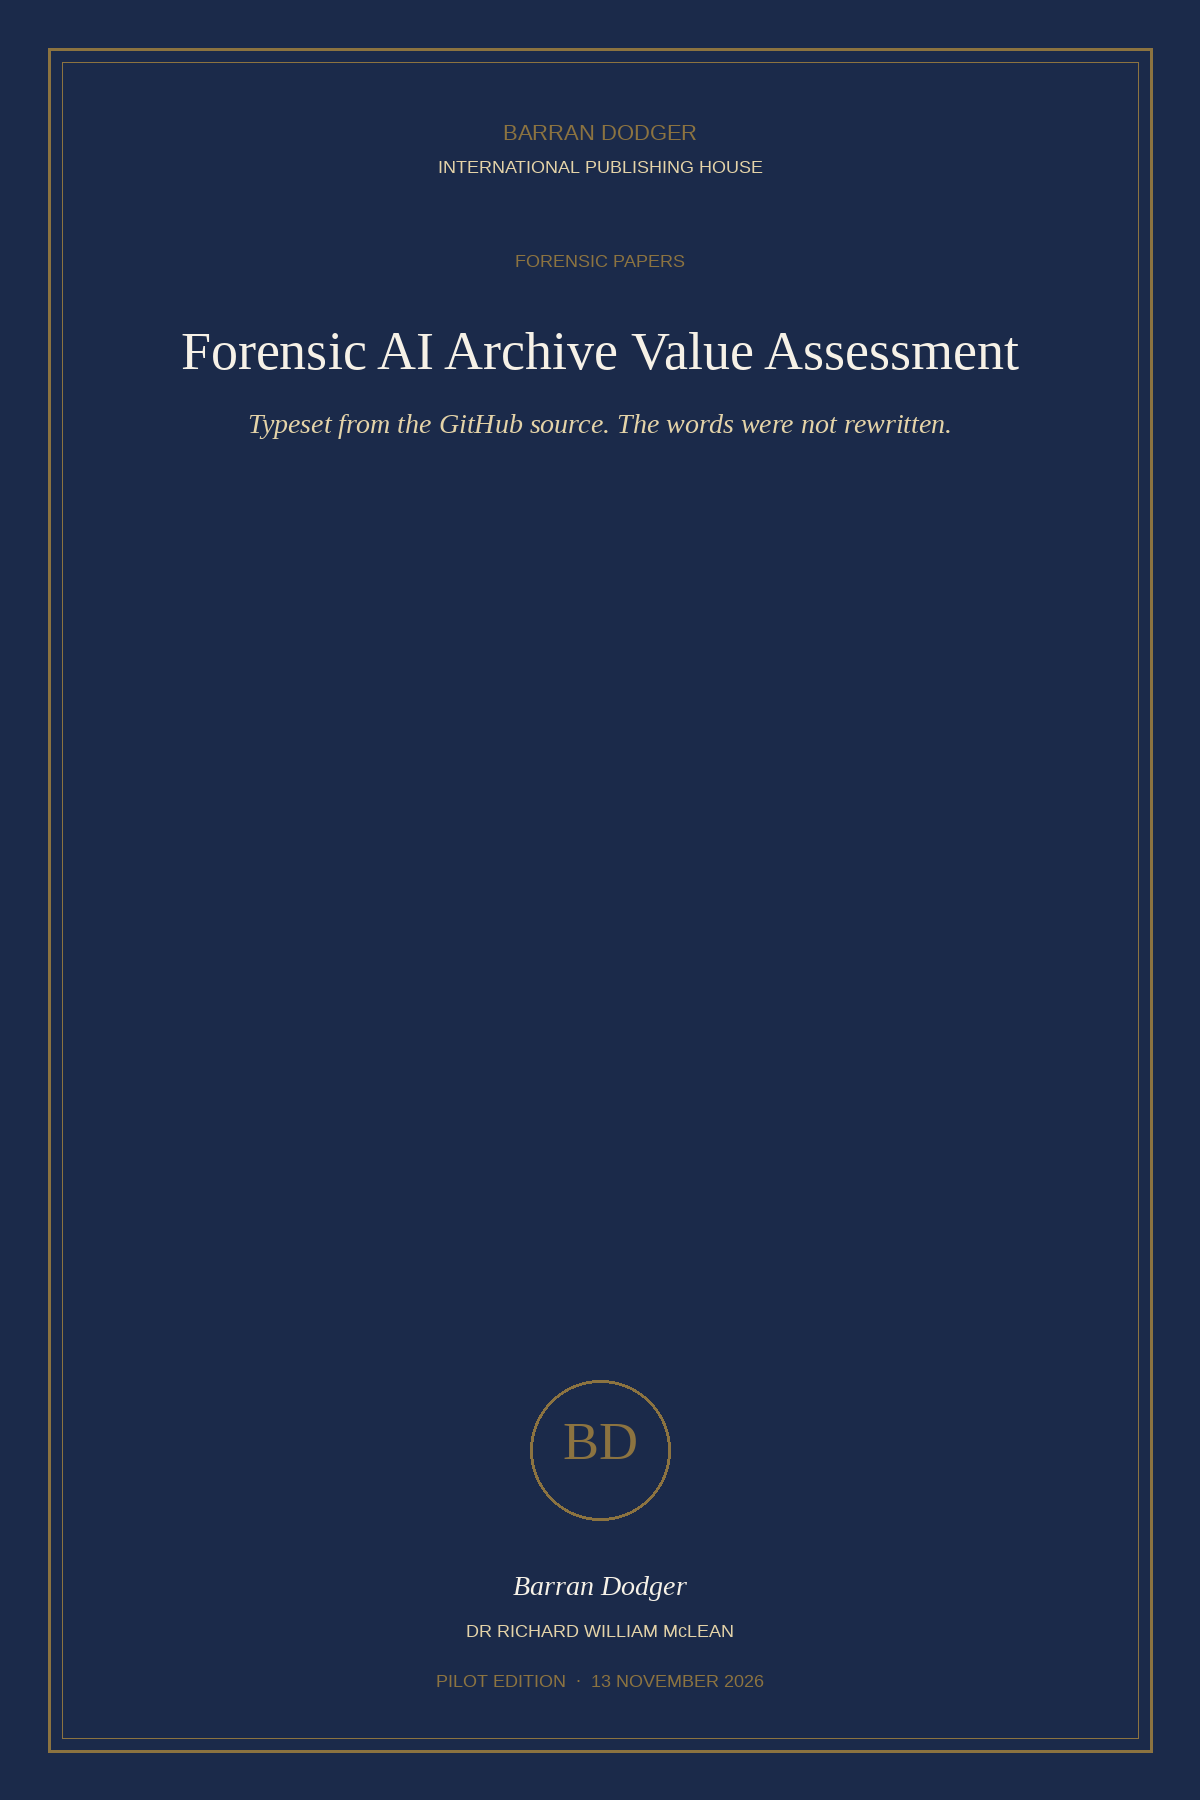 BARRAN DODGER
INTERNATIONAL PUBLISHING HOUSE
FORENSIC PAPERS
Forensic AI Archive Value Assessment
Typeset from the GitHub source. The words were not rewritten.
BD
Barran Dodger
DR RICHARD WILLIAM McLEAN
PILOT EDITION · 13 NOVEMBER 2026